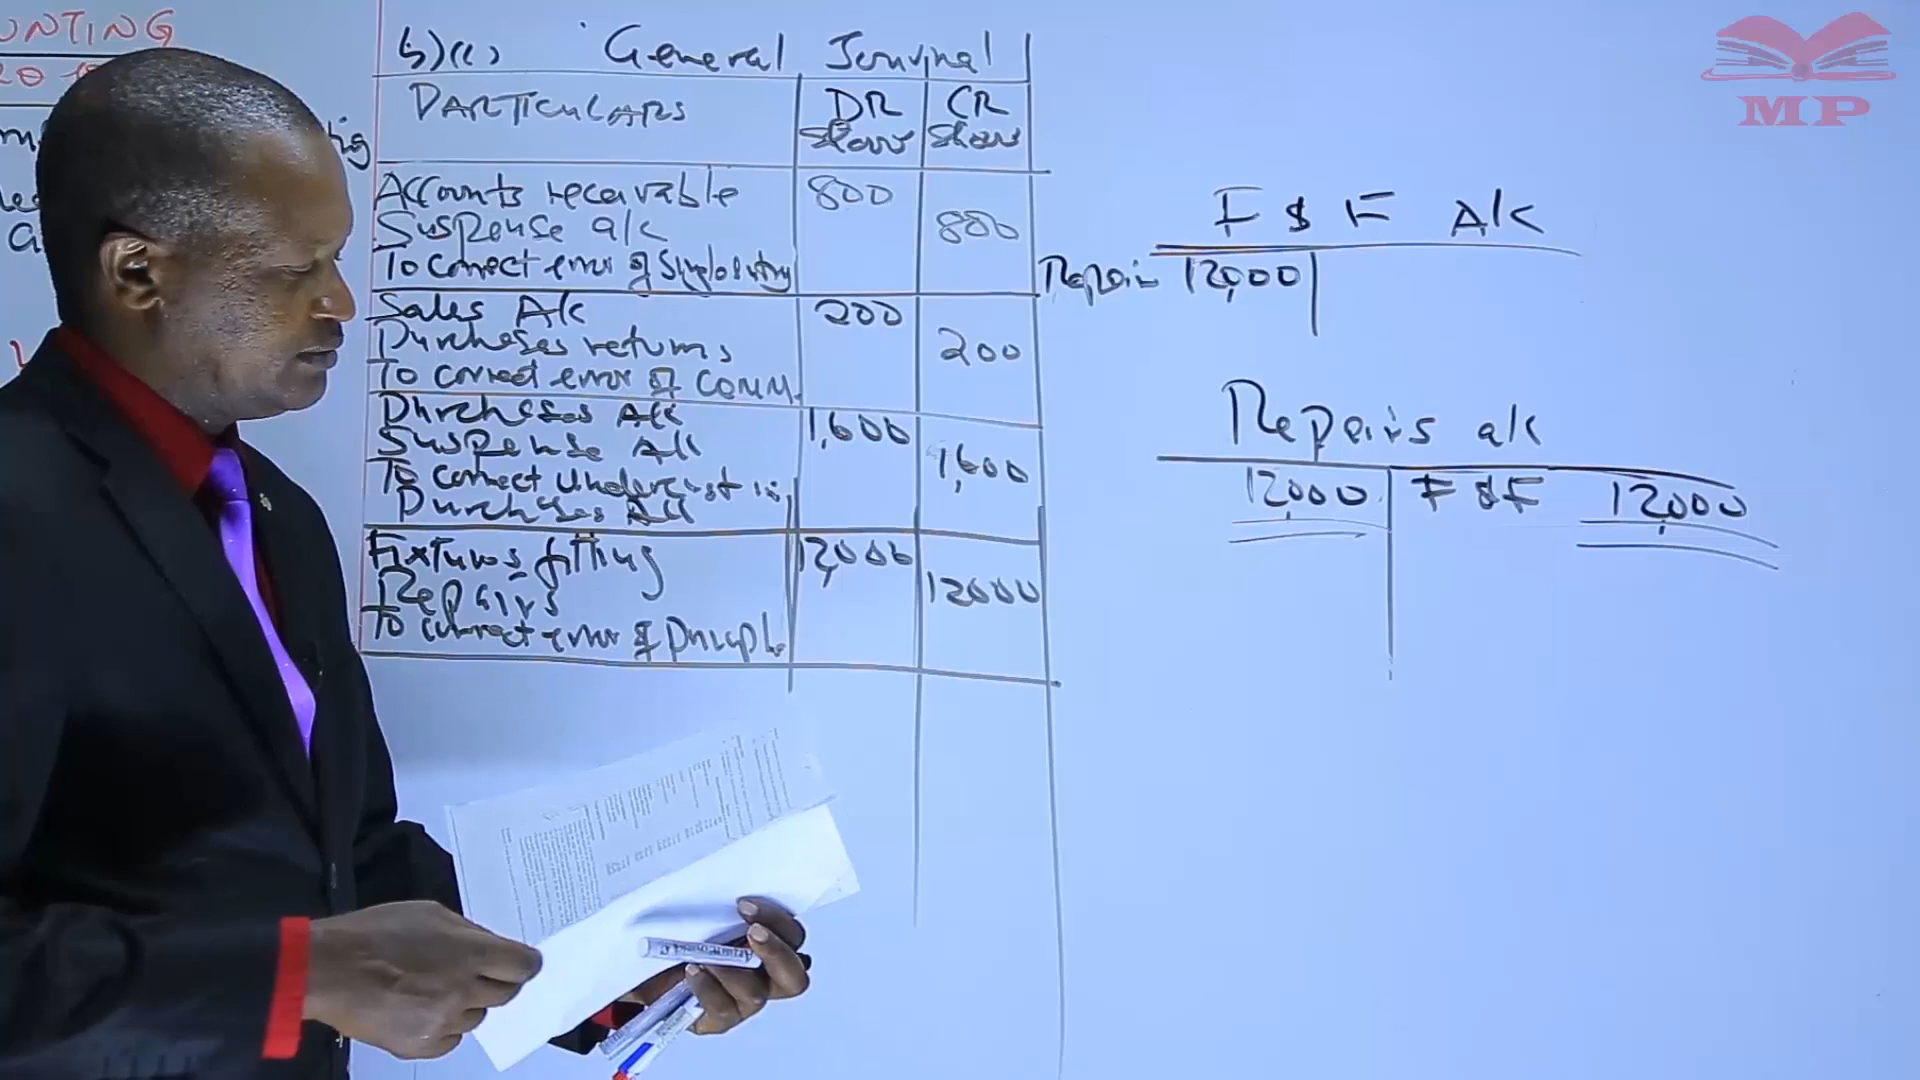 UNTING
201
5)(c) General Journal
PARTICULARS DR CR
Accounts receivable 800
Suspense a/c 800
To correct error of Single entry
Sales A/c 200
Purchases returns 200
To correct error of COMM.
Purchases A/c 1,600
Suspense A/c 1,600
To correct undercast in
Purchases A/c
Fixtures fitting 12,000
Repairs 12000
To correct error of principle
F & F A/c
Repairs 12,000
Repairs a/c
12,000 F & F 12,000
MP